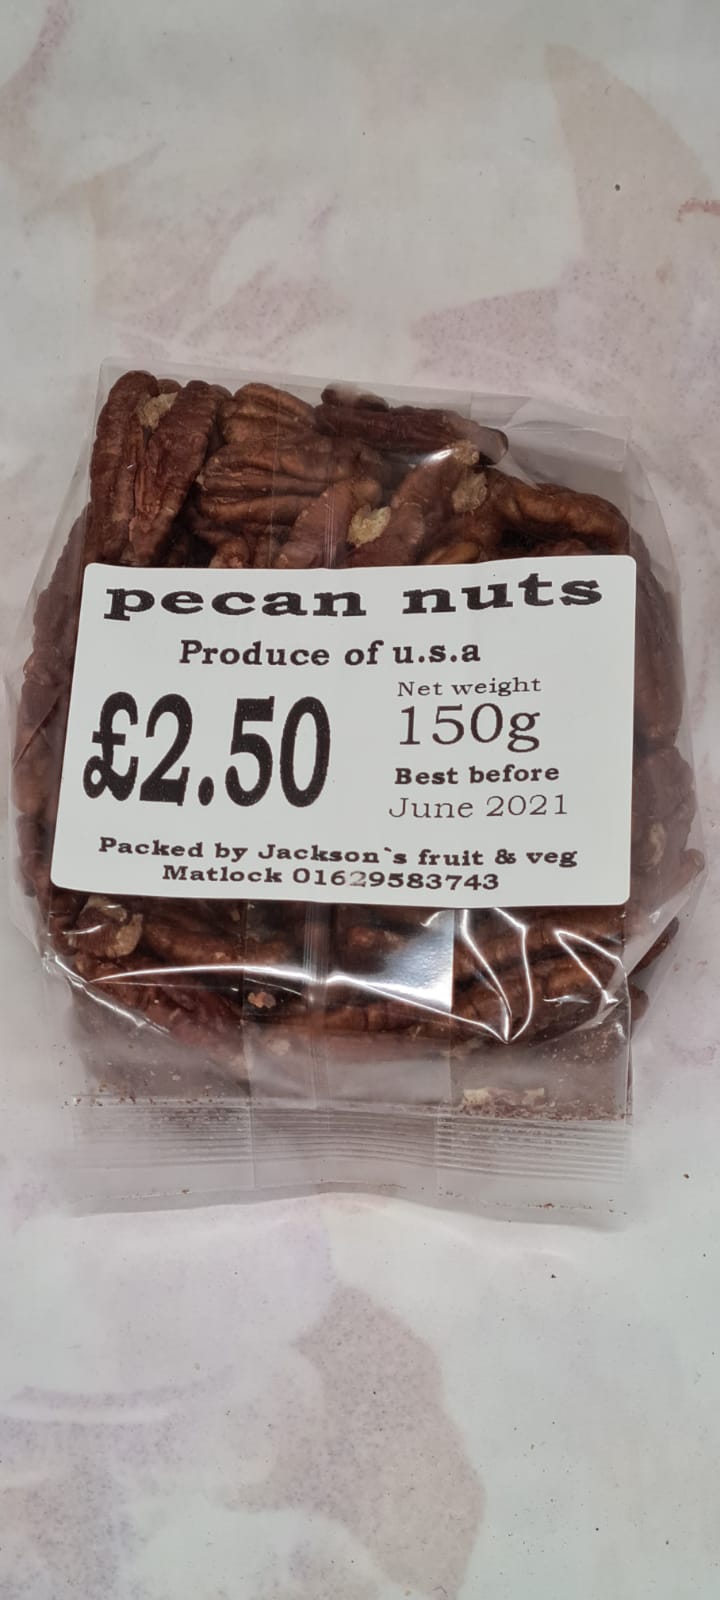 pecan nuts
Produce of u.s.a
£2.50
Net weight
150g
Best before
June 2021
Packed by Jackson`s fruit & veg
Matlock 01629583743